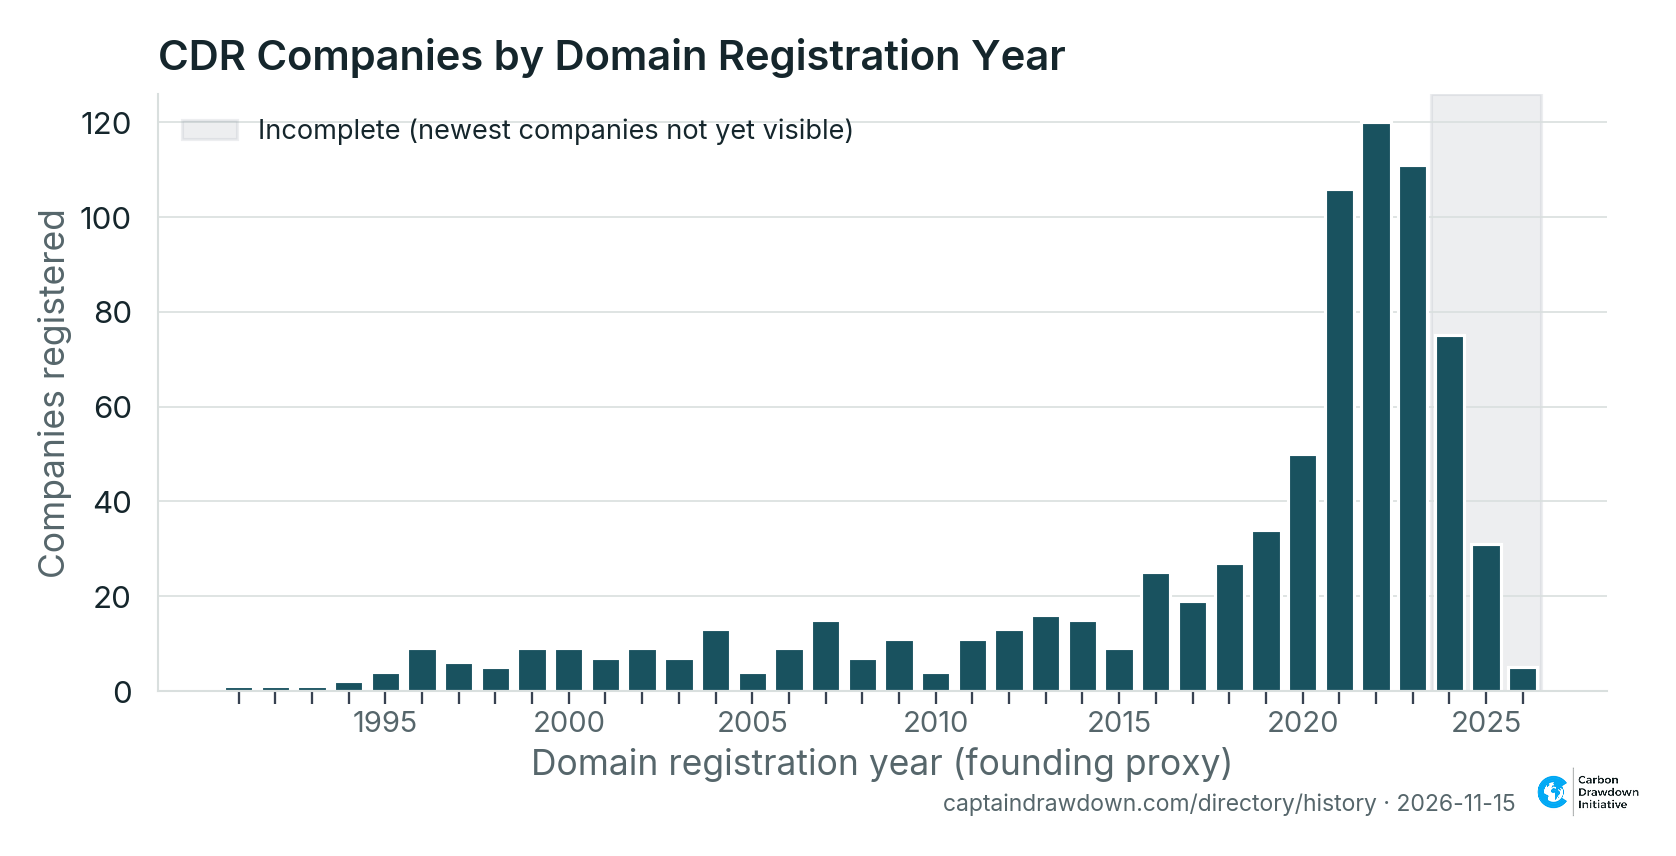 CDR Companies by Domain Registration Year
Incomplete (newest companies not yet visible)
Companies registered
120
100
80
60
40
20
0
1995 2000 2005 2010 2015 2020 2025
Domain registration year (founding proxy)
captaindrawdown.com/directory/history · 2026-11-15
Carbon
Drawdown
Initiative